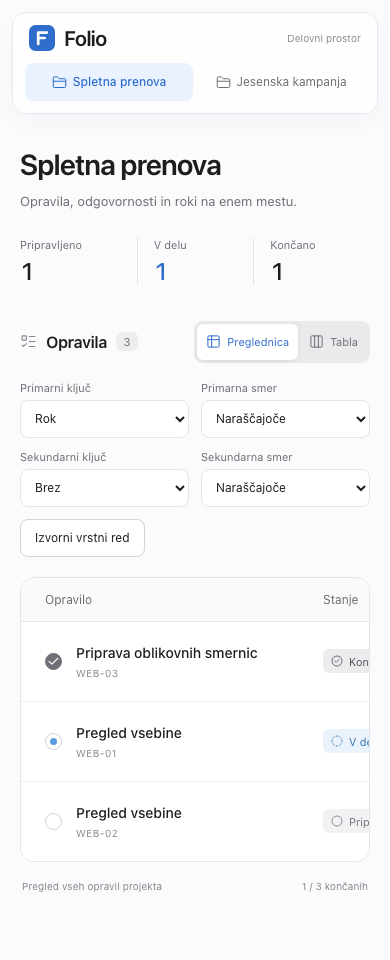 Folio
Delovni prostor
Spletna prenova
Jesenska kampanja
Spletna prenova
Opravila, odgovornosti in roki na enem mestu.
Pripravljeno
V delu
Končano
1
1
1
Opravila
3
Preglednica
Tabla
Primarni ključ
Primarna smer
Rok
Naraščajoče
Sekundarni ključ
Sekundarna smer
Brez
Naraščajoče
Izvorni vrstni red
Opravilo
Stanje
Priprava oblikovnih smernic
Kon
WEB-03
Pregled vsebine
V de
WEB-01
Pregled vsebine
Prip
WEB-02
Pregled vseh opravil projekta
1 / 3 končanih